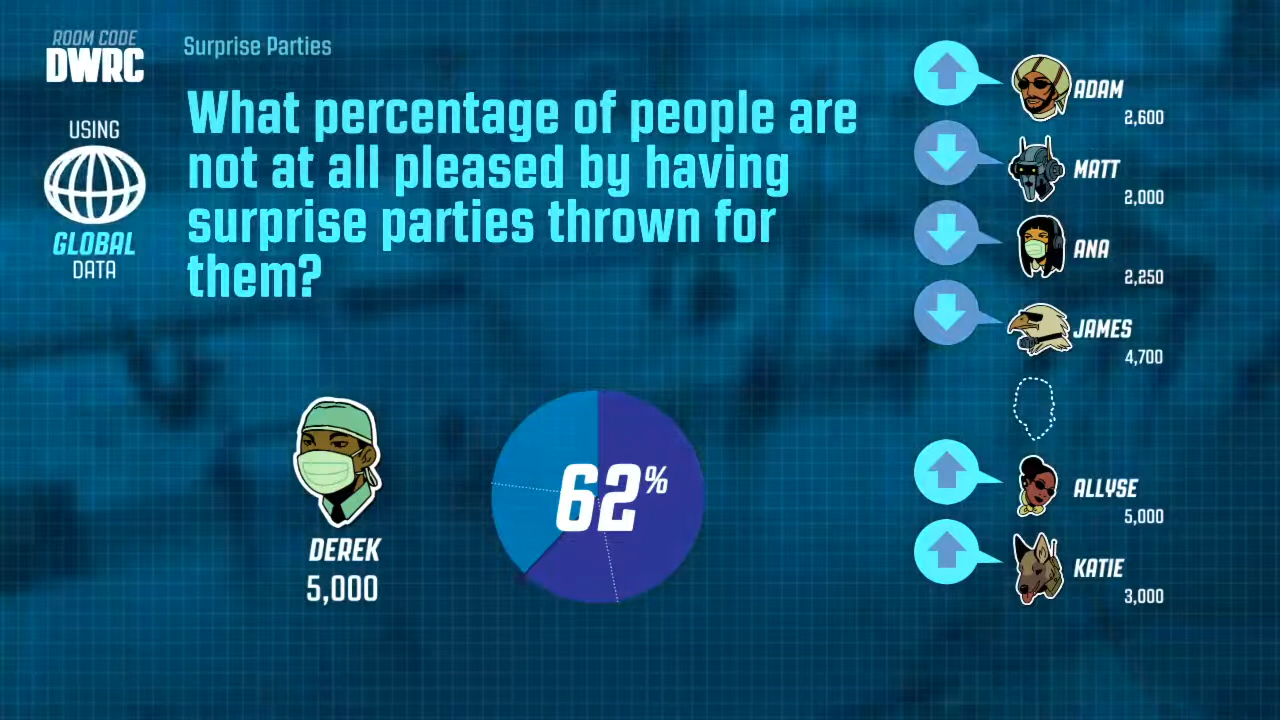 ROOM CODE
DWRC
USING
GLOBAL
DATA
Surprise Parties
What percentage of people are
not at all pleased by having
surprise parties thrown for
them?
DEREK
5,000
62%
ADAM
2,600
MATT
2,000
ANA
2,250
JAMES
4,700
ALLYSE
5,000
KATIE
3,000